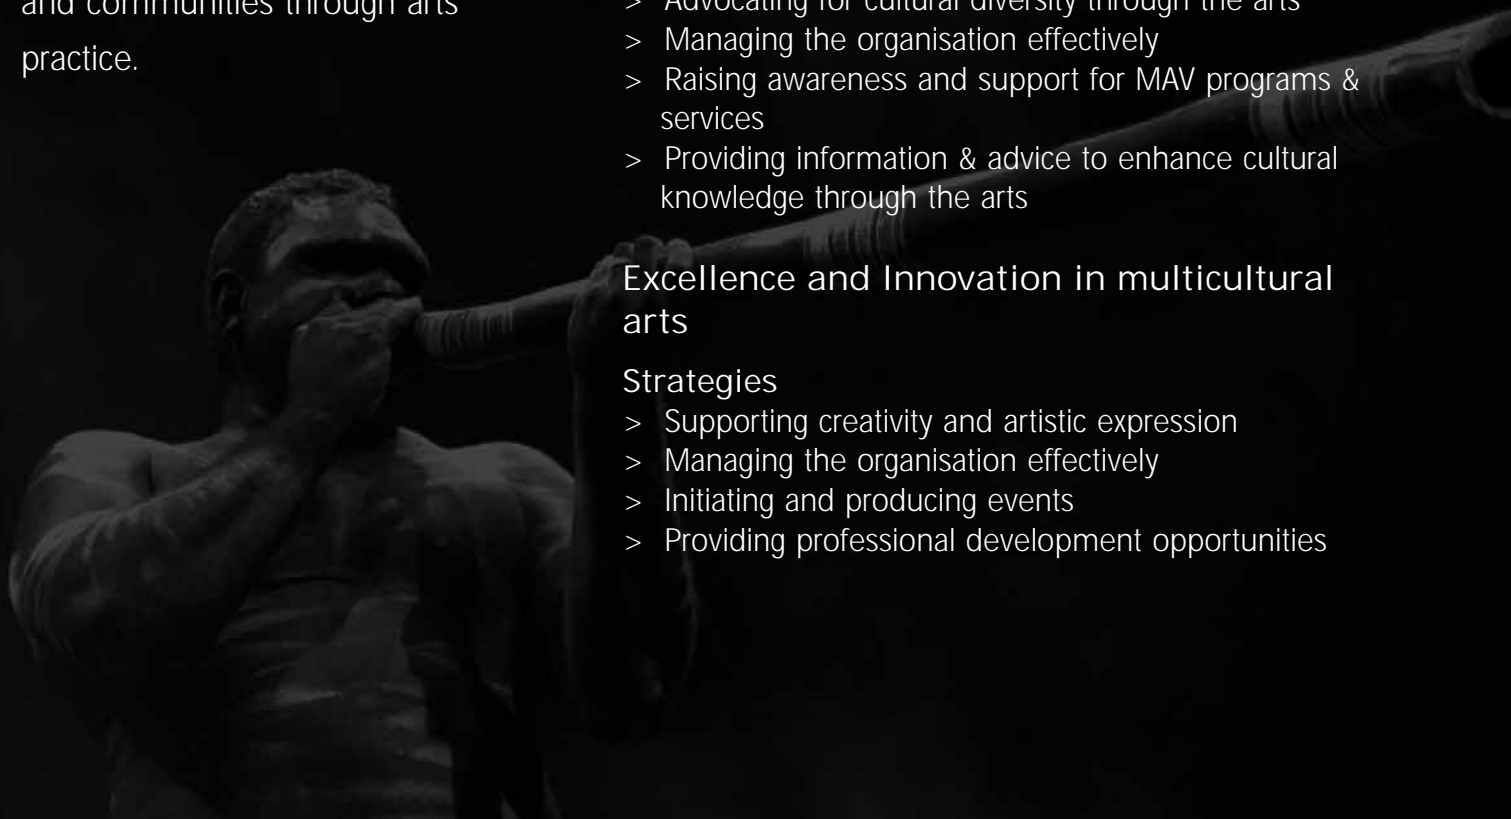 and communities through arts
practice.
> Advocating for cultural diversity through the arts
> Managing the organisation effectively
> Raising awareness and support for MAV programs &
services
> Providing information & advice to enhance cultural
knowledge through the arts
Excellence and Innovation in multicultural
arts
Strategies
> Supporting creativity and artistic expression
> Managing the organisation effectively
> Initiating and producing events
> Providing professional development opportunities